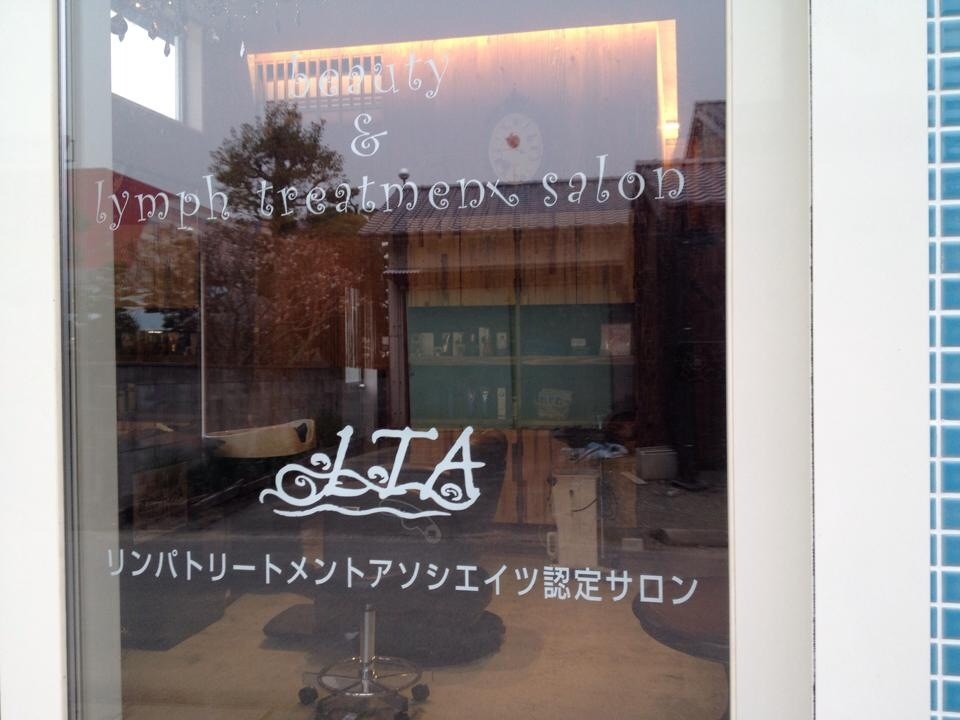 beauty
&
lymph treatment salon
LTA
リンパトリートメントアソシエイツ認定サロン